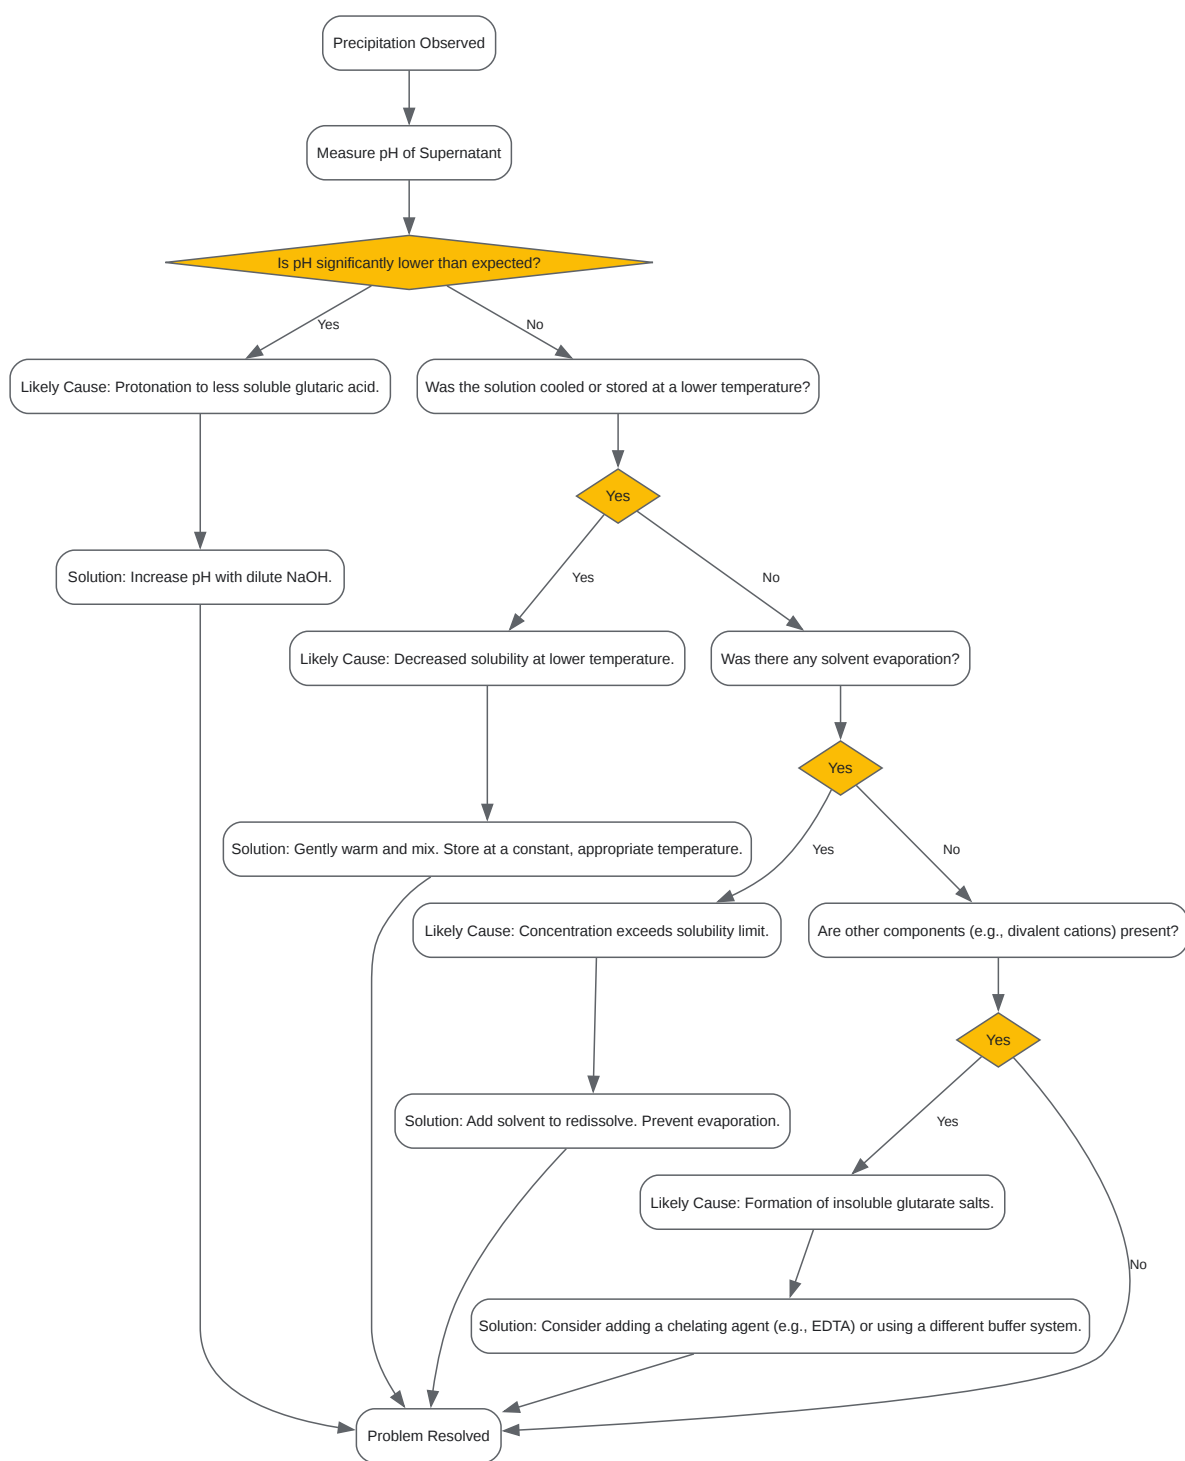 Precipitation Observed
Measure pH of Supernatant
Is pH significantly lower than expected?
Yes
No
Likely Cause: Protonation to less soluble glutaric acid.
Was the solution cooled or stored at a lower temperature?
Yes
Solution: Increase pH with dilute NaOH.
Yes
No
Likely Cause: Decreased solubility at lower temperature.
Was there any solvent evaporation?
Yes
Solution: Gently warm and mix. Store at a constant, appropriate temperature.
Yes
No
Likely Cause: Concentration exceeds solubility limit.
Are other components (e.g., divalent cations) present?
Yes
Solution: Add solvent to redissolve. Prevent evaporation.
Yes
Likely Cause: Formation of insoluble glutarate salts.
No
Solution: Consider adding a chelating agent (e.g., EDTA) or using a different buffer system.
Problem Resolved